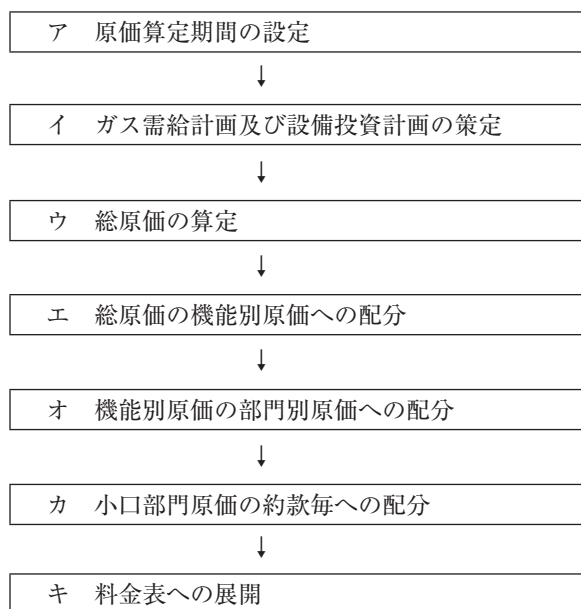 ア 原価算定期間の設定
↓
イ ガス需給計画及び設備投資計画の策定
↓
ウ 総原価の算定
↓
エ 総原価の機能別原価への配分
↓
オ 機能別原価の部門別原価への配分
↓
カ 小口部門原価の約款毎への配分
↓
キ 料金表への展開